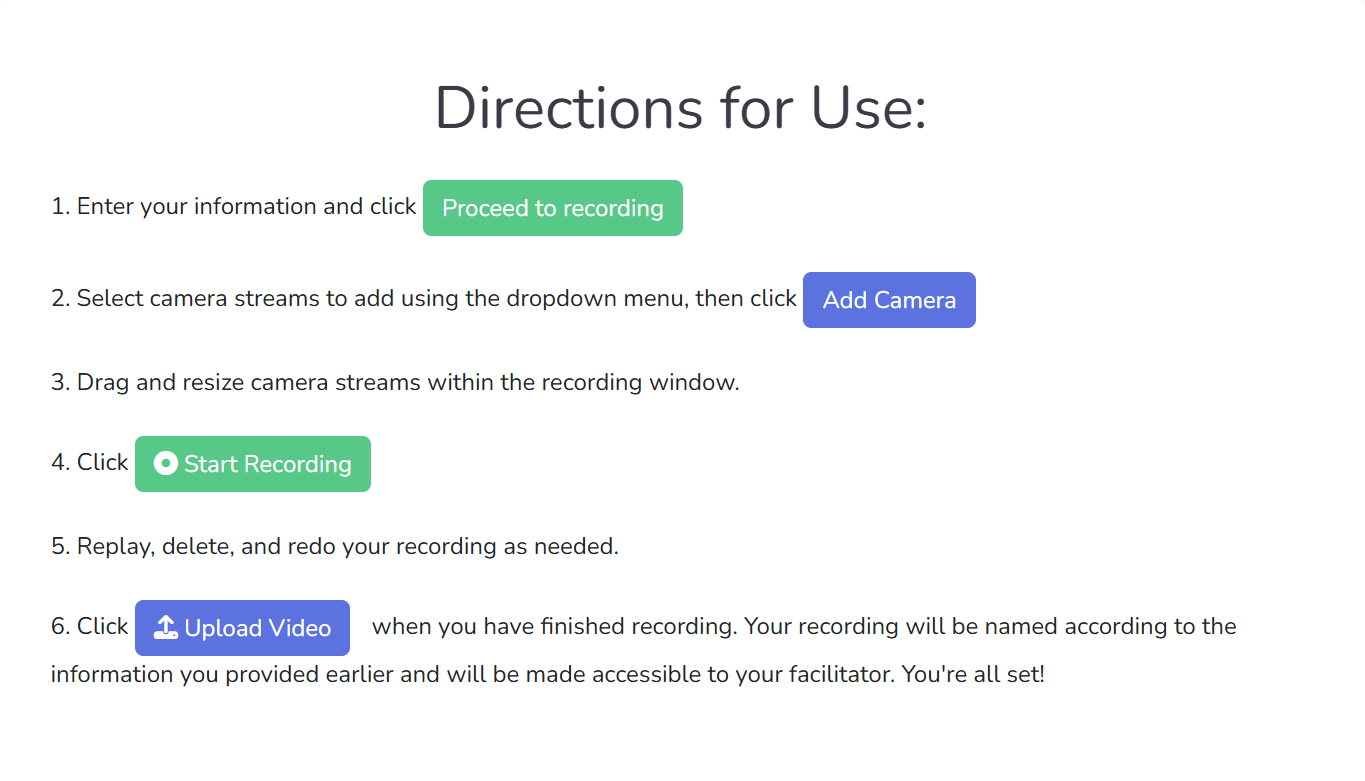 Directions for Use:
1. Enter your information and click Proceed to recording
2. Select camera streams to add using the dropdown menu, then click Add Camera
3. Drag and resize camera streams within the recording window.
4. Click Start Recording
5. Replay, delete, and redo your recording as needed.
6. Click Upload Video when you have finished recording. Your recording will be named according to the
information you provided earlier and will be made accessible to your facilitator. You're all set!